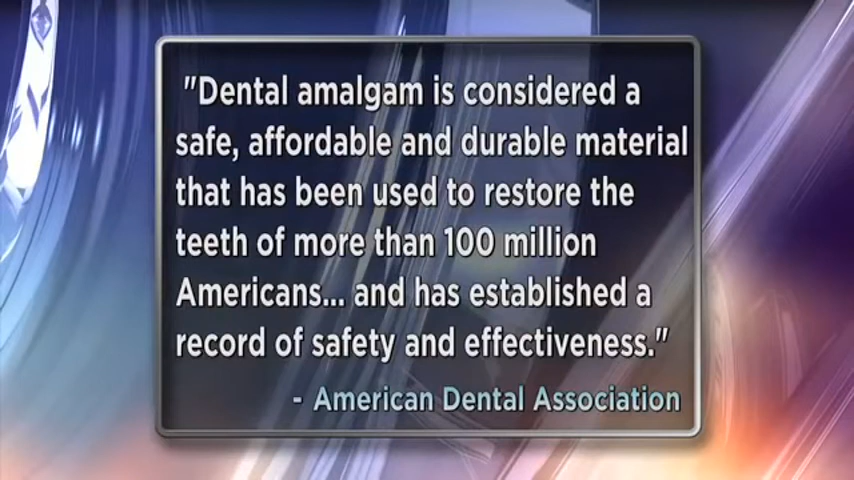 "Dental amalgam is considered a
safe, affordable and durable material
that has been used to restore the
teeth of more than 100 million
Americans... and has established a
record of safety and effectiveness."
- American Dental Association